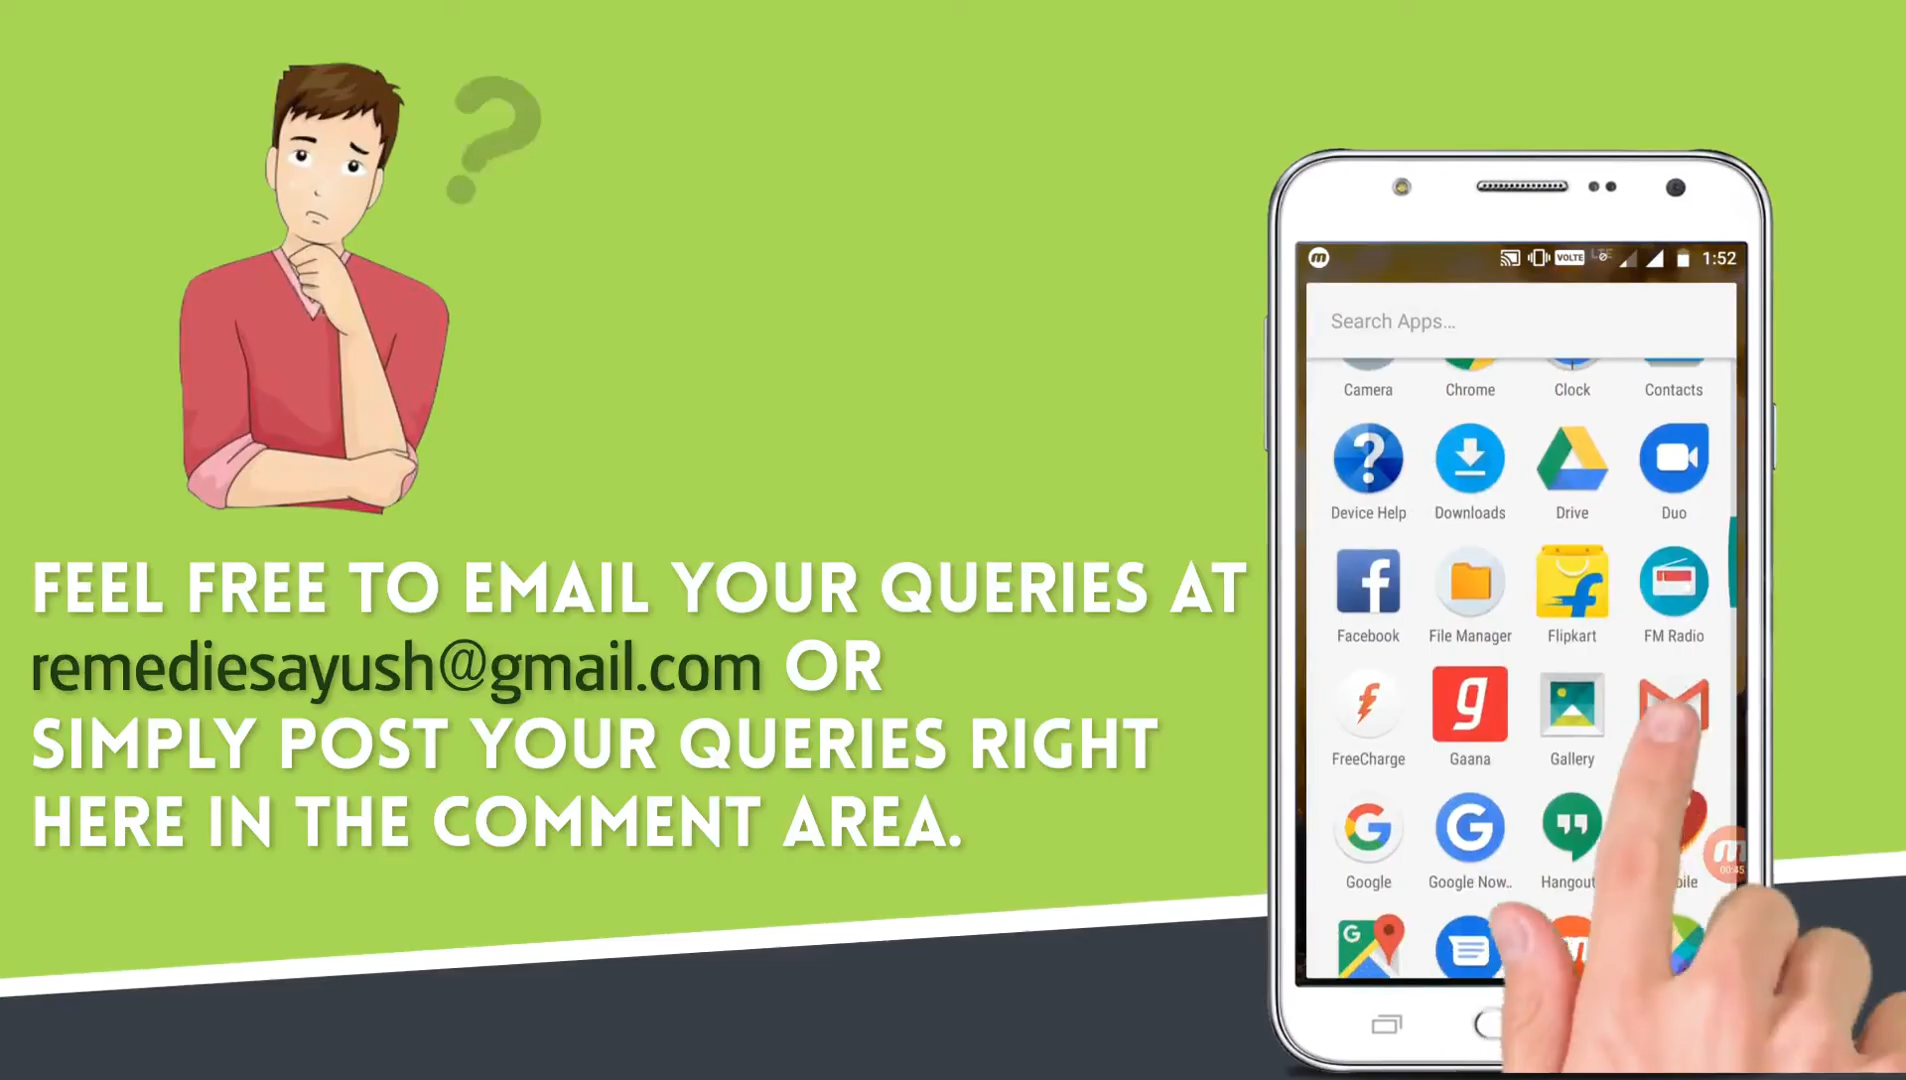 FEEL FREE TO EMAIL YOUR QUERIES AT
remediesayush@gmail.com OR
SIMPLY POST YOUR QUERIES RIGHT
HERE IN THE COMMENT AREA.
VOLTE 1:52
Search Apps...
Camera Chrome Clock Contacts
Device Help Downloads Drive Duo
Facebook File Manager Flipkart FM Radio
FreeCharge Gaana Gallery
Google Google Now..
00:45